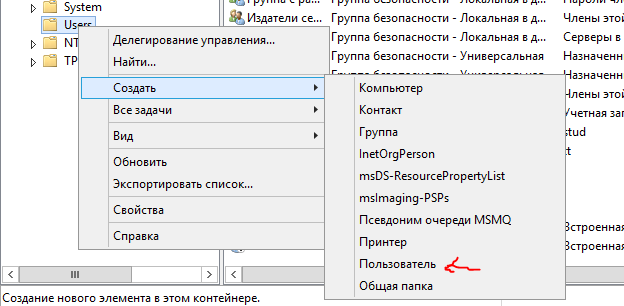 System
Users
NT
TP
Группа с ра... Группа безопасности - Локальная в д...
Издатели се... Группа безопасности - Локальная в д... Члены этой
Группа безопасности - Локальная в д... Серверы в
Группа безопасности - Универсальная Назначенн
Делегирование управления...
Найти...
Создать
Все задачи
Вид
Обновить
Экспортировать список...
Свойства
Справка
Компьютер
Контакт
Группа
InetOrgPerson
msDS-ResourcePropertyList
msImaging-PSPs
Псевдоним очереди MSMQ
Принтер
Пользователь
Общая папка
Назначенн
Члены этой
Учетная зап
stud
Встроенная
Встроенная
Создание нового элемента в этом контейнере.